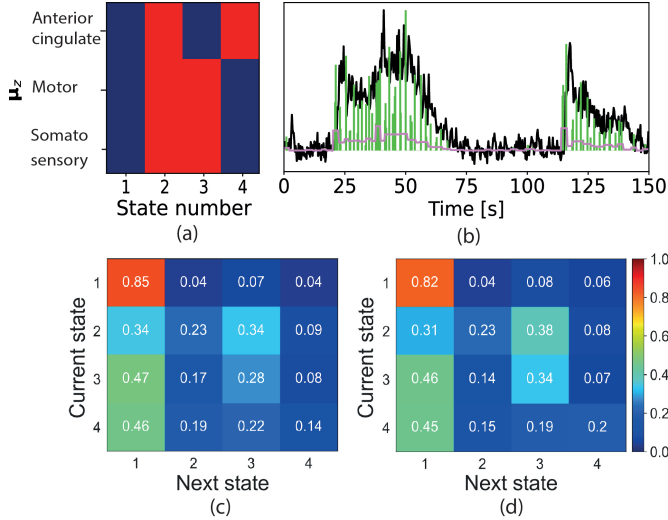 Anterior
cingulate
Motor
Somato
sensory
μz
1 2 3 4
State number
(a)
0 25 50 75 100 125 150
Time [s]
(b)
1 0.85 0.04 0.07 0.04
2 0.34 0.23 0.34 0.09
3 0.47 0.17 0.28 0.08
4 0.46 0.19 0.22 0.14
Current state
1 2 3 4
Next state
(c)
1 0.82 0.04 0.08 0.06
2 0.31 0.23 0.38 0.08
3 0.46 0.14 0.34 0.07
4 0.45 0.15 0.19 0.2
Current state
1 2 3 4
Next state
(d)
1.0
0.8
0.6
0.4
0.2
0.0